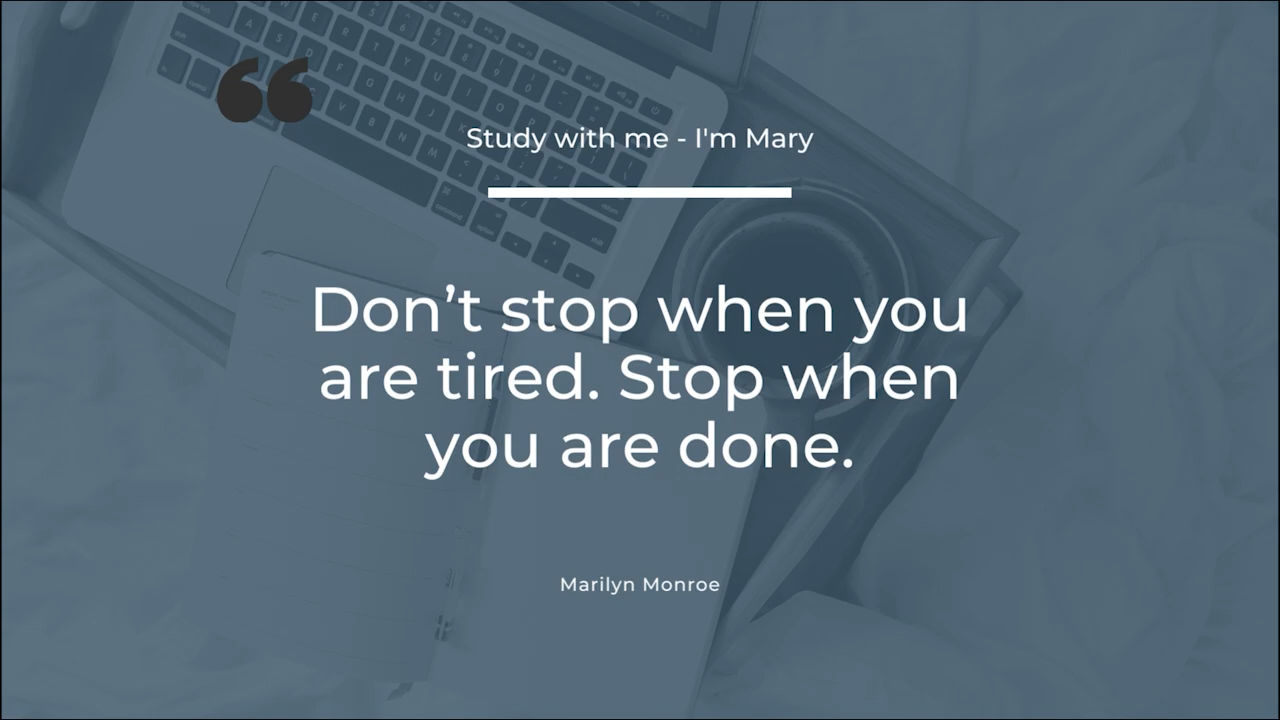 Study with me - I'm Mary
Don’t stop when you
are tired. Stop when
you are done.
Marilyn Monroe